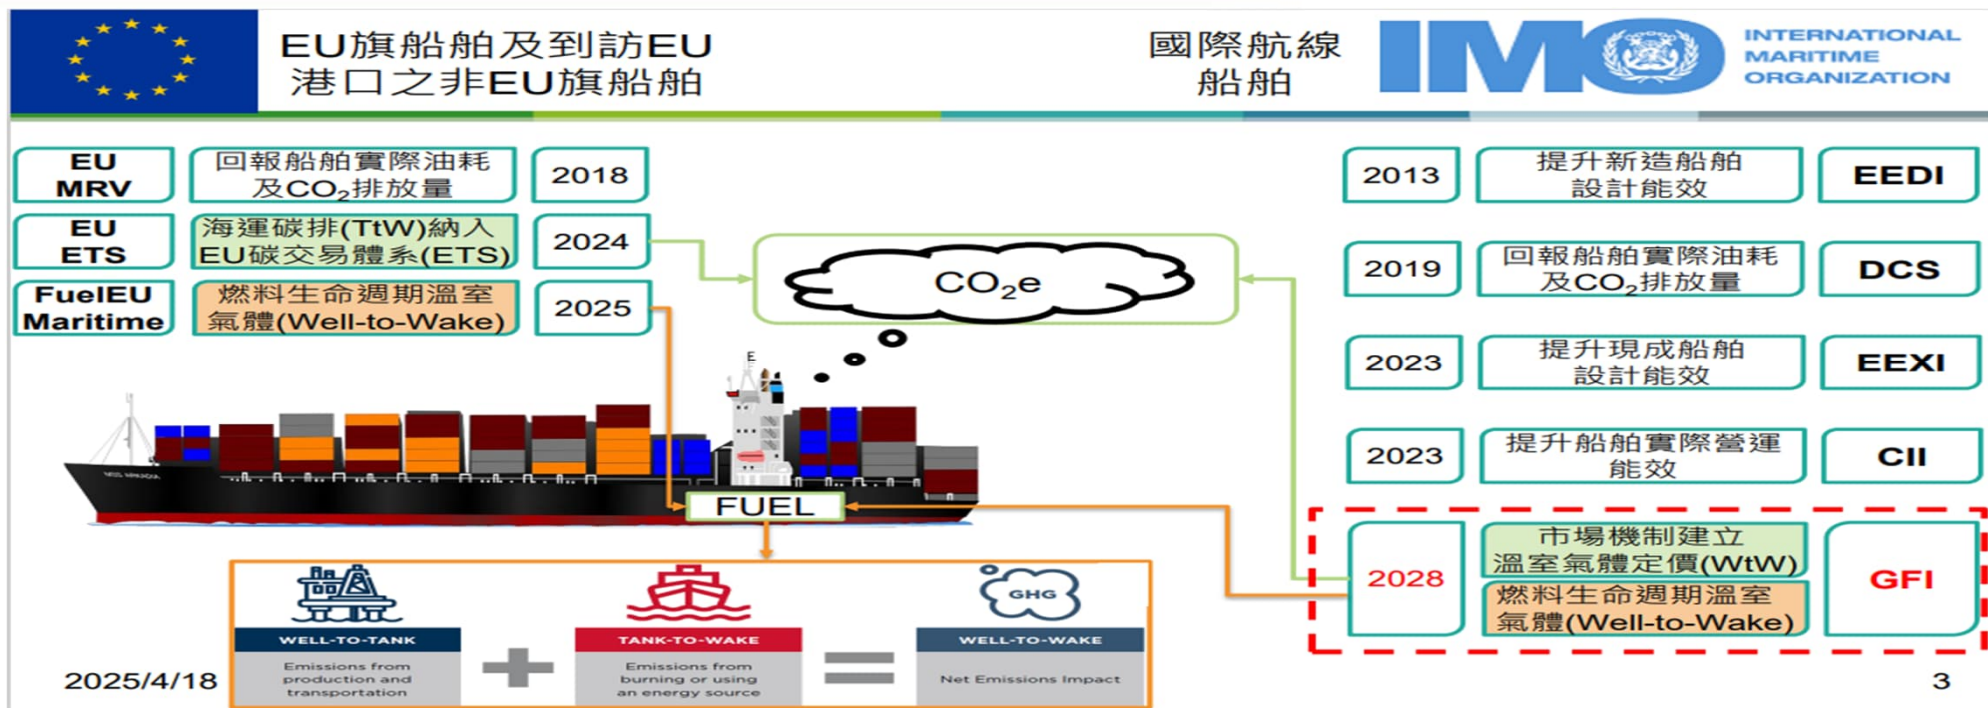 EU旗船舶及到訪EU
港口之非EU旗船舶
國際航線
船舶
IMO
INTERNATIONAL
MARITIME
ORGANIZATION
EU
MRV
回報船舶實際油耗
及CO₂排放量
2018
EU
ETS
海運碳排(TtW)納入
EU碳交易體系(ETS)
2024
FuelEU
Maritime
燃料生命週期溫室
氣體(Well-to-Wake)
2025
CO₂e
2013
提升新造船舶
設計能效
EEDI
2019
回報船舶實際油耗
及CO₂排放量
DCS
2023
提升現成船舶
設計能效
EEXI
2023
提升船舶實際營運
能效
CII
2028
市場機制建立
溫室氣體定價(WtW)
燃料生命週期溫室
氣體(Well-to-Wake)
GFI
FUEL
WELL-TO-TANK
Emissions from
production and
transportation
+
TANK-TO-WAKE
Emissions from
burning or using
an energy source
=
GHG
WELL-TO-WAKE
Net Emissions Impact
2025/4/18
3